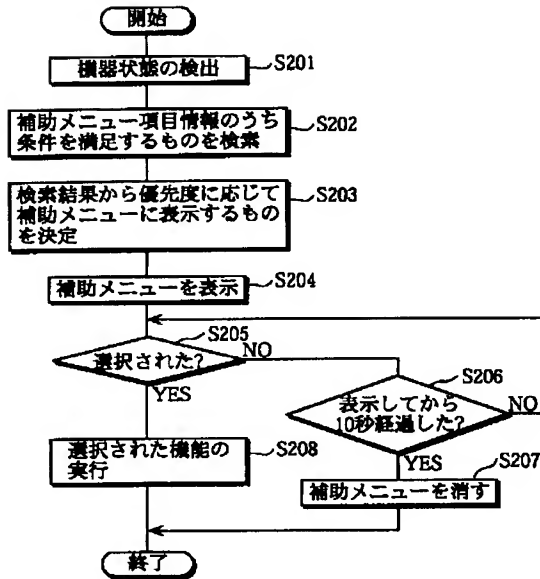 開始
機器状態の検出
S201
補助メニュー項目情報のうち
条件を満足するものを検索
S202
検索結果から優先度に応じて
補助メニューに表示するもの
を決定
S203
補助メニューを表示
S204
選択された?
S205
NO
YES
表示してから
10秒経過した?
S206
NO
YES
選択された機能の
実行
S208
補助メニューを消す
S207
終了